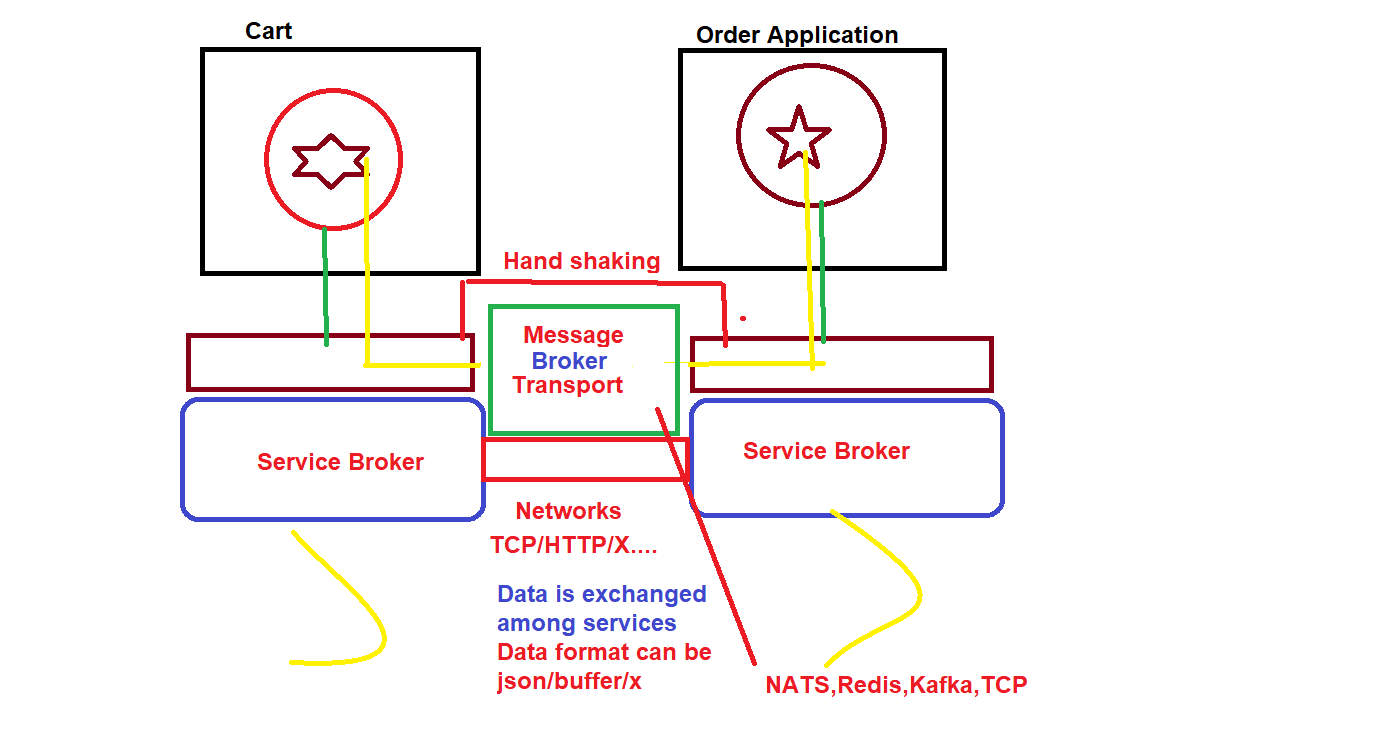 Cart
Order Application
Hand shaking
Message
Broker
Transport
Service Broker
Service Broker
Networks
TCP/HTTP/X....
Data is exchanged
among services
Data format can be
json/buffer/x
NATS,Redis,Kafka,TCP